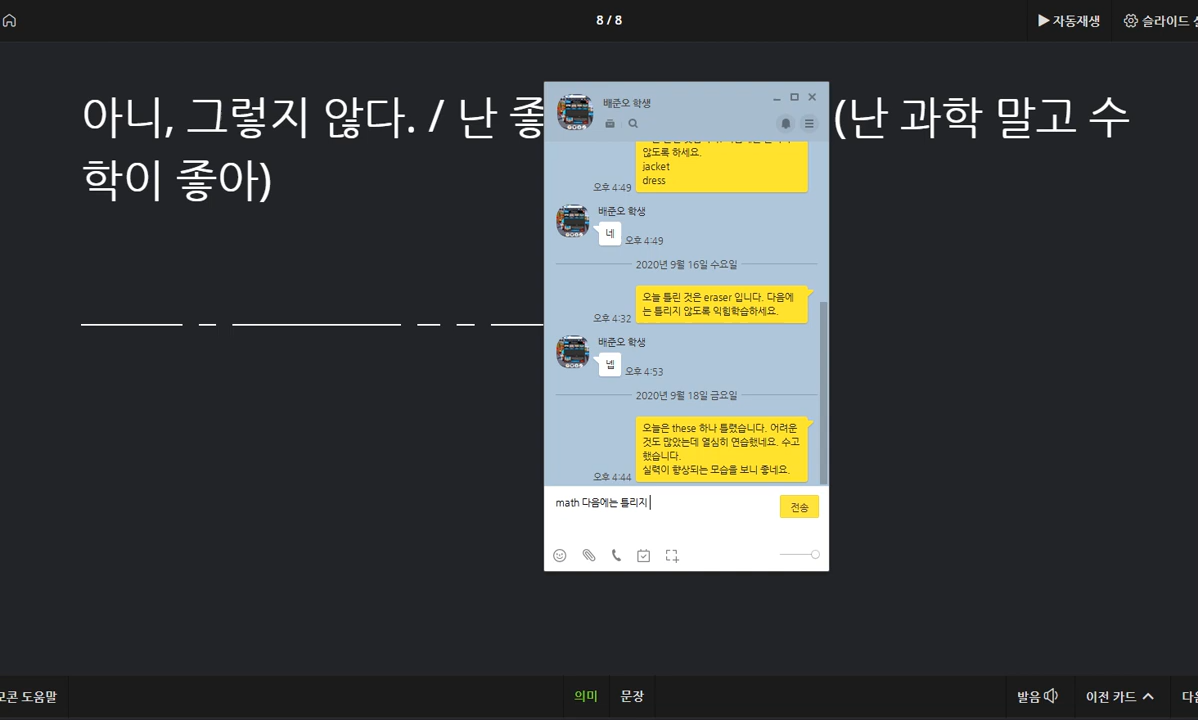 8 / 8
▶ 자동재생
슬라이드
아니, 그렇지 않다. / 난 좋
(난 과학 말고 수
학이 좋아)
배준오 학생
않도록 하세요.
jacket
dress
오후 4:49
배준오 학생
네
오후 4:49
2020년 9월 16일 수요일
오늘 틀린 것은 eraser 입니다. 다음에
는 틀리지 않도록 익힘학습하세요.
오후 4:32
배준오 학생
넵
오후 4:53
2020년 9월 18일 금요일
오늘은 these 하나 틀렸습니다. 어려운
것도 많았는데 열심히 연습했네요. 수고
했습니다.
실력이 향상되는 모습을 보니 좋네요.
오후 4:44
math 다음에는 틀리지
전송
도움말
의미
문장
발음
이전 카드